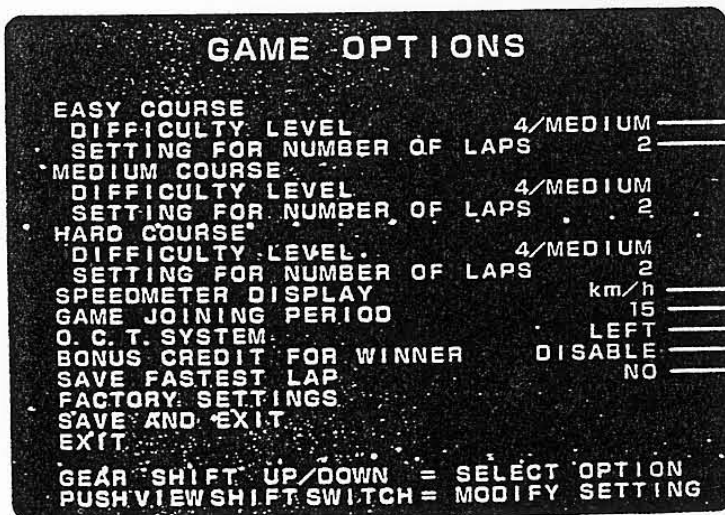 GAME OPTIONS
EASY COURSE
DIFFICULTY LEVEL 4/MEDIUM
SETTING FOR NUMBER OF LAPS 2
MEDIUM COURSE
DIFFICULTY LEVEL 4/MEDIUM
SETTING FOR NUMBER OF LAPS 2
HARD COURSE
DIFFICULTY LEVEL 4/MEDIUM
SETTING FOR NUMBER OF LAPS 2
SPEEDOMETER DISPLAY km/h
GAME JOINING PERIOD 15
O. C. T. SYSTEM LEFT
BONUS CREDIT FOR WINNER DISABLE
SAVE FASTEST LAP NO
FACTORY SETTINGS
SAVE AND EXIT
EXIT
GEAR SHIFT UP/DOWN = SELECT OPTION
PUSH VIEW SHIFT SWITCH = MODIFY SETTING